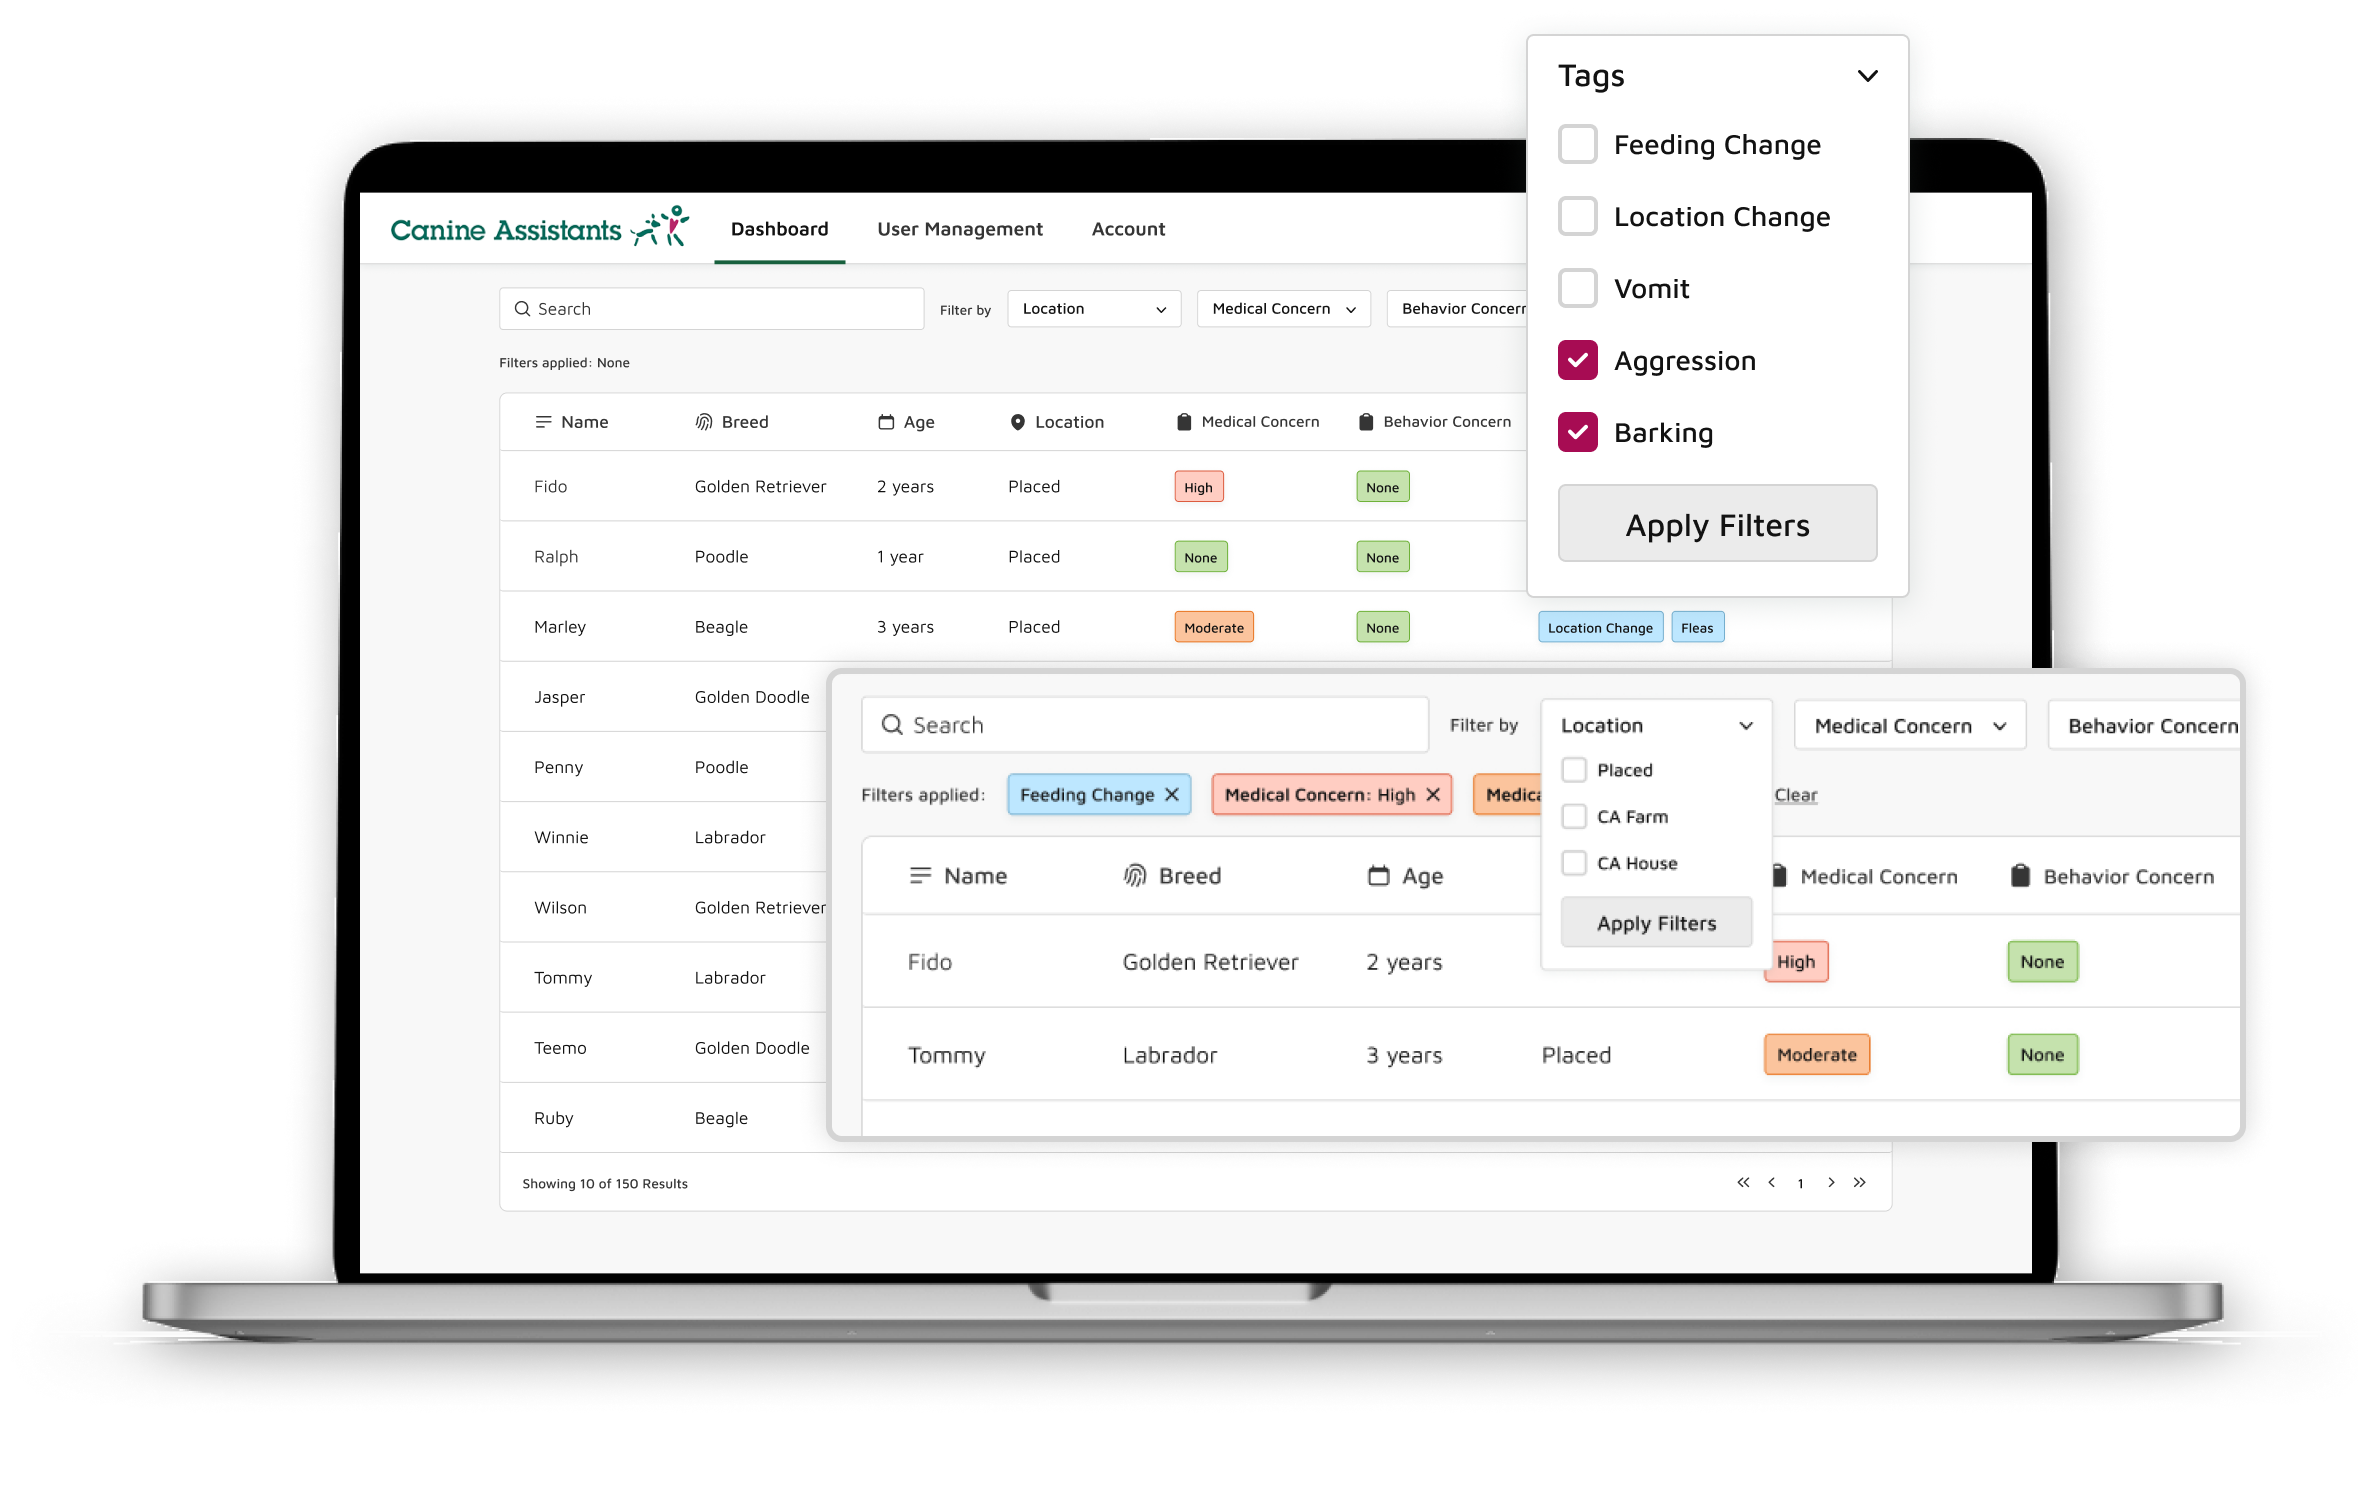 Tags
Feeding Change
Location Change
Vomit
Aggression
Barking
Apply Filters
Canine Assistants
Dashboard User Management Account
Search Filter by Location Medical Concern Behavior Concern
Filters applied: None
Name Breed Age Location Medical Concern Behavior Concern
Fido Golden Retriever 2 years Placed High None
Ralph Poodle 1 year Placed None None
Marley Beagle 3 years Placed Moderate None Location Change Fleas
Jasper Golden Doodle
Penny Poodle
Winnie Labrador
Wilson Golden Retriever
Tommy Labrador
Teemo Golden Doodle
Ruby Beagle
Showing 10 of 150 Results
1
Search Filter by Location Medical Concern Behavior Concern
Placed
CA Farm
CA House
Apply Filters
Filters applied: Feeding Change Medical Concern: High Clear
Name Breed Age Medical Concern Behavior Concern
Fido Golden Retriever 2 years High None
Tommy Labrador 3 years Placed Moderate None